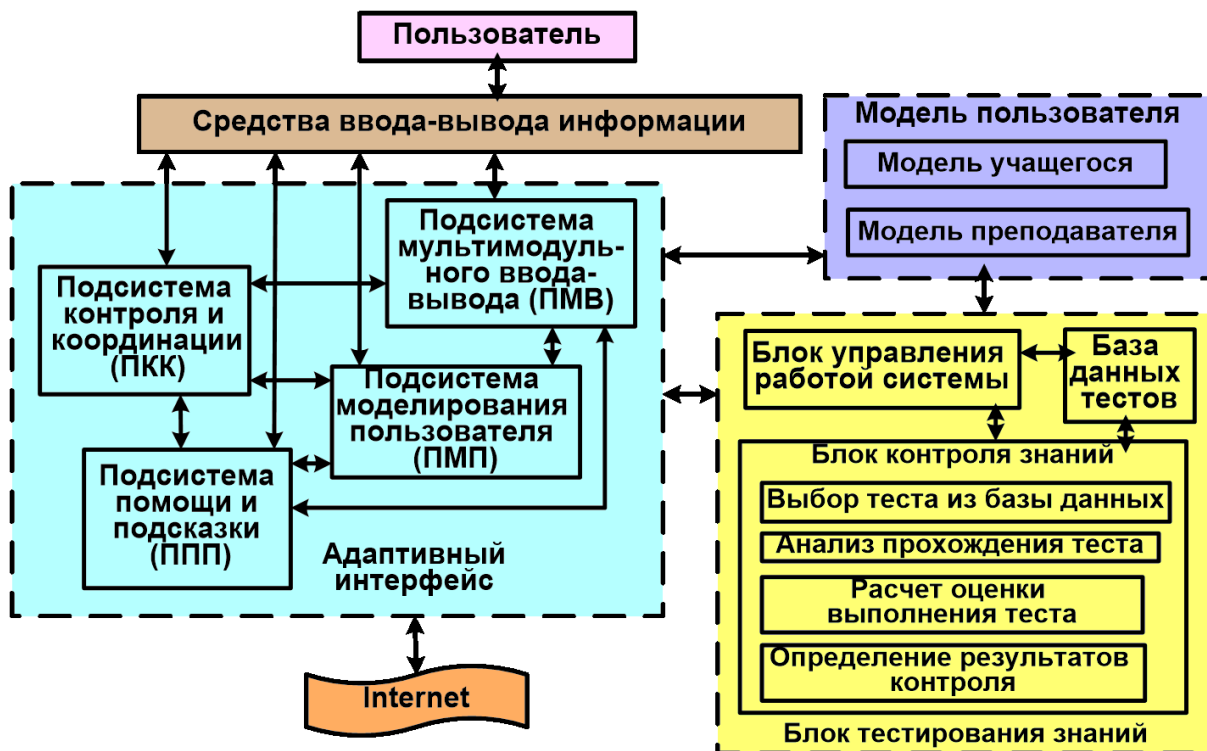 Пользователь
Средства ввода-вывода информации
Модель пользователя
Модель учащегося
Модель преподавателя
Подсистема
мультимодуль-
ного ввода-
вывода (ПМВ)
Подсистема
контроля и
координации
(ПКК)
Подсистема
моделирования
пользователя
(ПМП)
Подсистема
помощи и
подсказки
(ППП)
Адаптивный
интерфейс
Internet
Блок управления
работой системы
База
данных
тестов
Блок контроля знаний
Выбор теста из базы данных
Анализ прохождения теста
Расчет оценки
выполнения теста
Определение результатов
контроля
Блок тестирования знаний